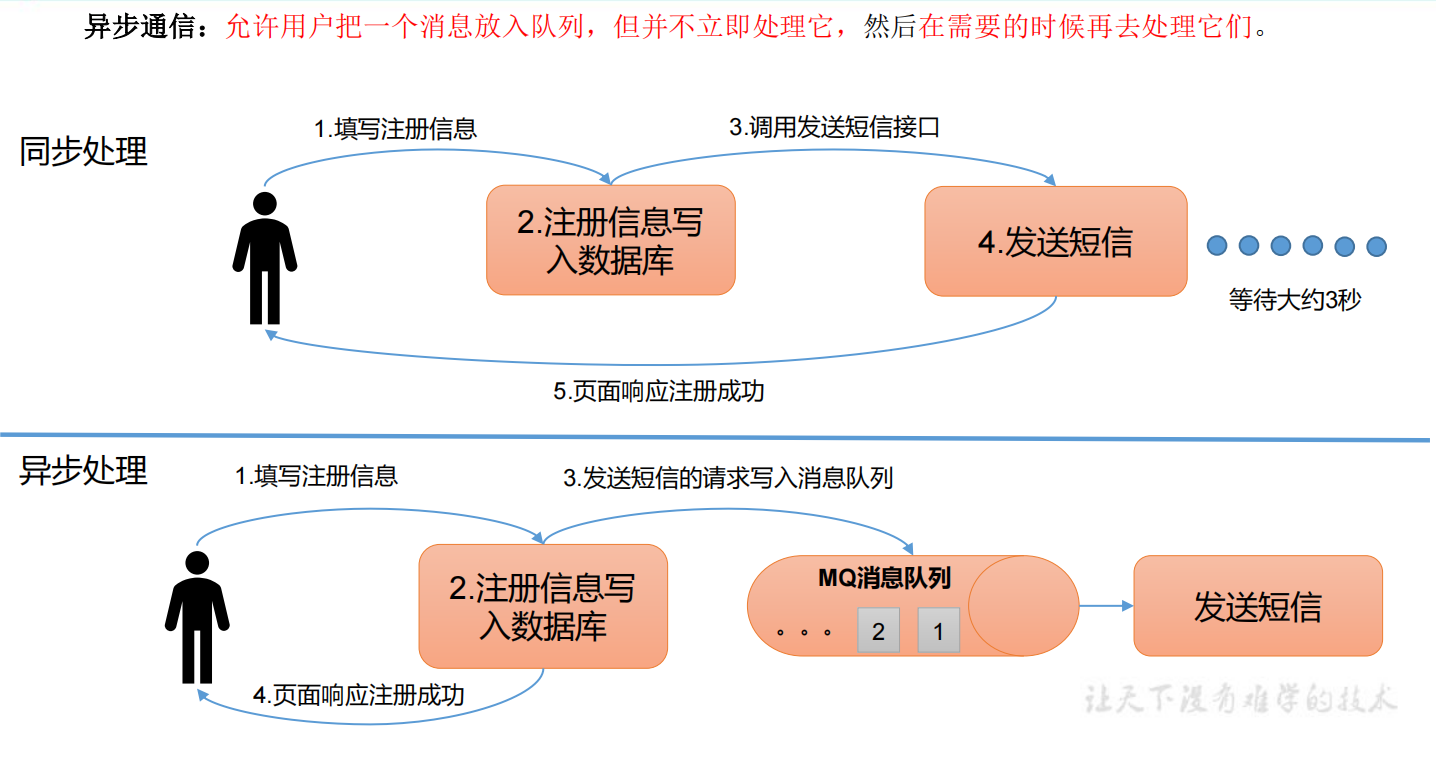 异步通信：允许用户把一个消息放入队列，但并不立即处理它，然后在需要的时候再去处理它们。
同步处理
1.填写注册信息
3.调用发送短信接口
2.注册信息写
入数据库
4.发送短信
等待大约3秒
5.页面响应注册成功
异步处理
1.填写注册信息
3.发送短信的请求写入消息队列
2.注册信息写
入数据库
MQ消息队列
。。。 2 1
发送短信
4.页面响应注册成功
让天下没有难学的技术